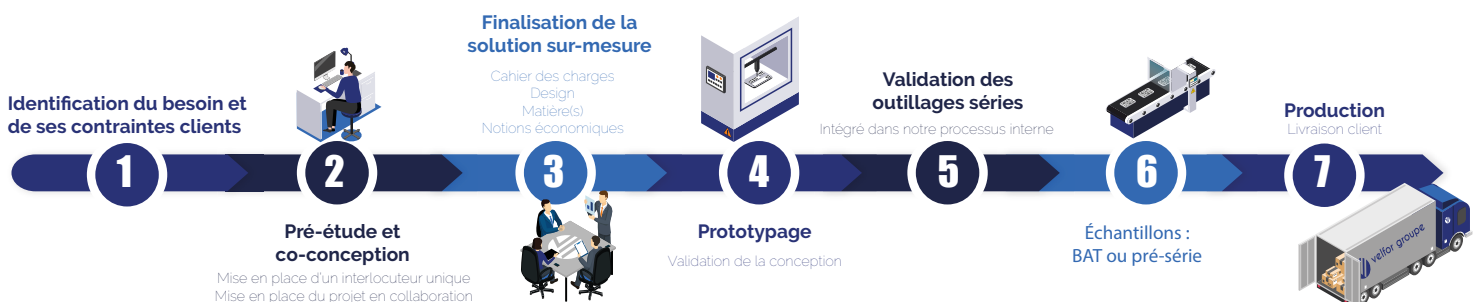 Identification du besoin et
de ses contraintes clients
1
2
Pré-étude et
co-conception
Mise en place d'un interlocuteur unique
Mise en place du projet en collaboration
Finalisation de la
solution sur-mesure
Cahier des charges
Design
Matière(s)
Notions économiques
3
4
Prototypage
Validation de la conception
Validation des
outillages séries
Intégré dans notre processus interne
5
6
Échantillons :
BAT ou pré-série
Production
Livraison client
7
velfor groupe